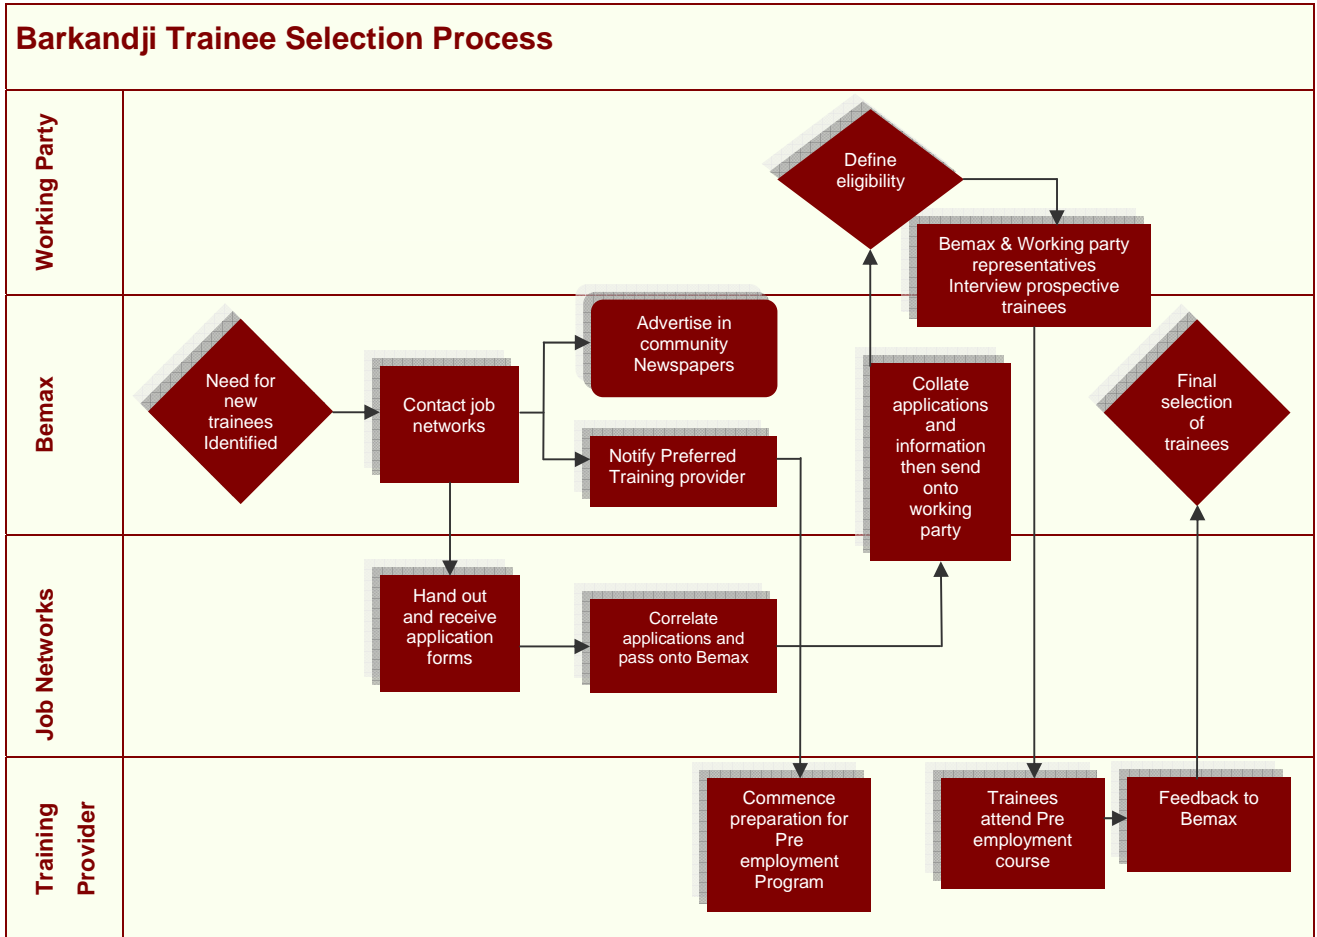 Barkandji Trainee Selection Process
Working Party
Define
eligibility
Bemax & Working party
representatives
Interview prospective
trainees
Bemax
Need for
new
trainees
Identified
Contact job
networks
Advertise in
community
Newspapers
Notify Preferred
Training provider
Collate
applications
and
information
then send
onto
working
party
Final
selection
of
trainees
Job Networks
Hand out
and receive
application
forms
Correlate
applications and
pass onto Bemax
Training
Provider
Commence
preparation for
Pre
employment
Program
Trainees
attend Pre
employment
course
Feedback to
Bemax